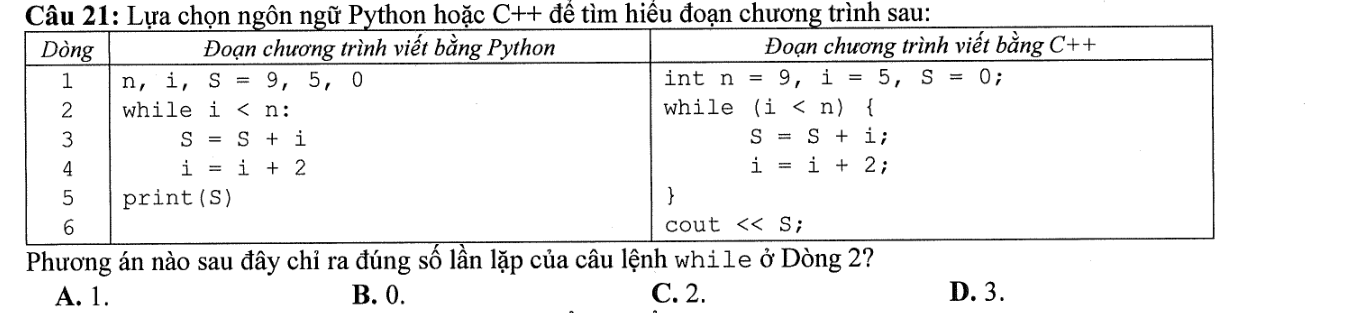 Câu 21: Lựa chọn ngôn ngữ Python hoặc C++ để tìm hiểu đoạn chương trình sau:
Dòng Đoạn chương trình viết bằng Python Đoạn chương trình viết bằng C++
1 n, i, S = 9, 5, 0 int n = 9, i = 5, S = 0;
2 while i < n: while (i < n) {
3 S = S + i S = S + i;
4 i = i + 2 i = i + 2;
5 print(S) }
6 cout << S;
Phương án nào sau đây chỉ ra đúng số lần lặp của câu lệnh while ở Dòng 2?
A. 1. B. 0. C. 2. D. 3.